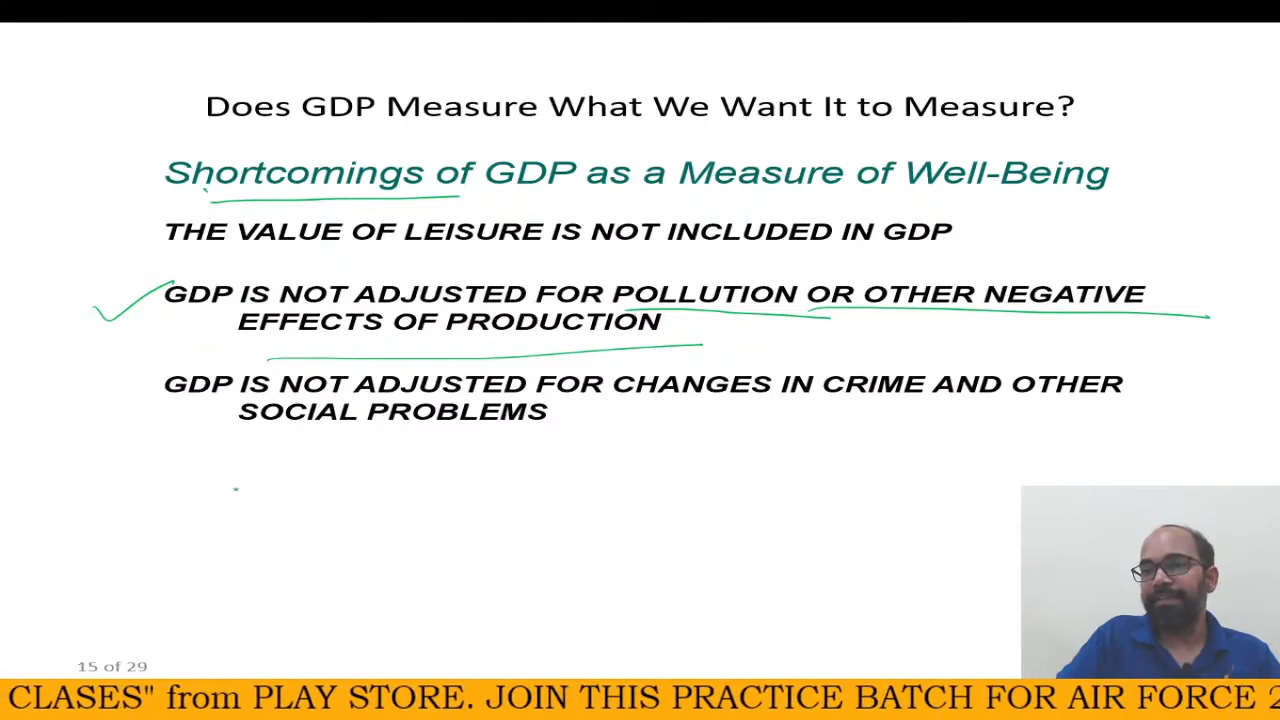 Does GDP Measure What We Want It to Measure?
Shortcomings of GDP as a Measure of Well-Being
THE VALUE OF LEISURE IS NOT INCLUDED IN GDP
GDP IS NOT ADJUSTED FOR POLLUTION OR OTHER NEGATIVE
EFFECTS OF PRODUCTION
GDP IS NOT ADJUSTED FOR CHANGES IN CRIME AND OTHER
SOCIAL PROBLEMS
15 of 29
CLASES" from PLAY STORE. JOIN THIS PRACTICE BATCH FOR AIR FORCE 2